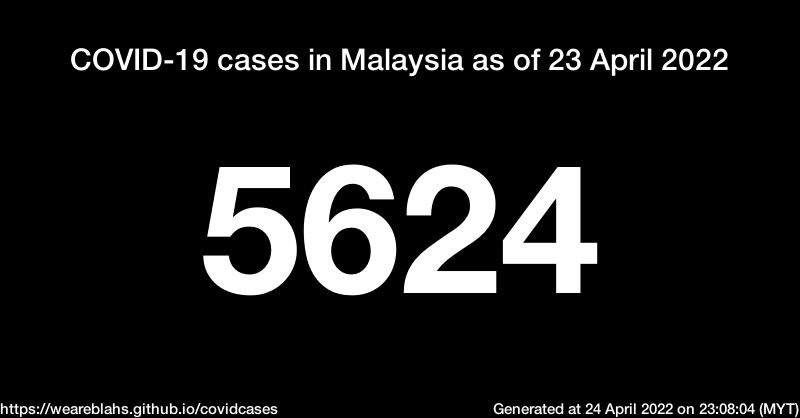 COVID-19 cases in Malaysia as of 23 April 2022
5624
https://weareblahs.github.io/covidcases
Generated at 24 April 2022 on 23:08:04 (MYT)